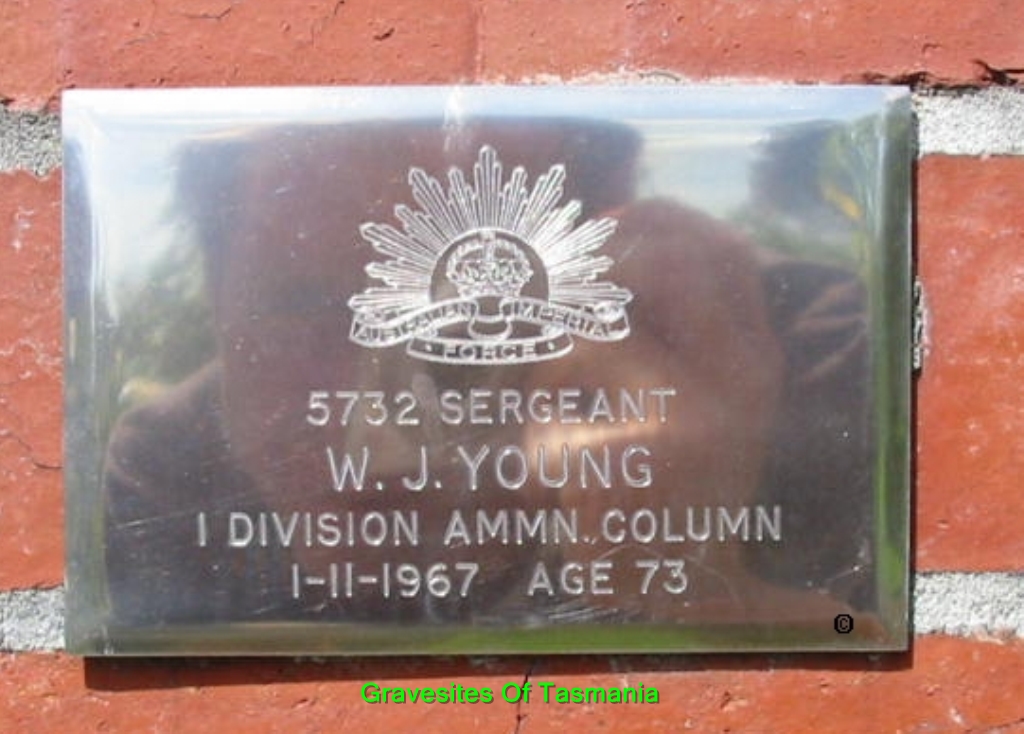 AUSTRALIAN IMPERIAL
FORCE
5732 SERGEANT
W. J. YOUNG
1 DIVISION AMMN. COLUMN
1-11-1967 AGE 73
©
Gravesites Of Tasmania